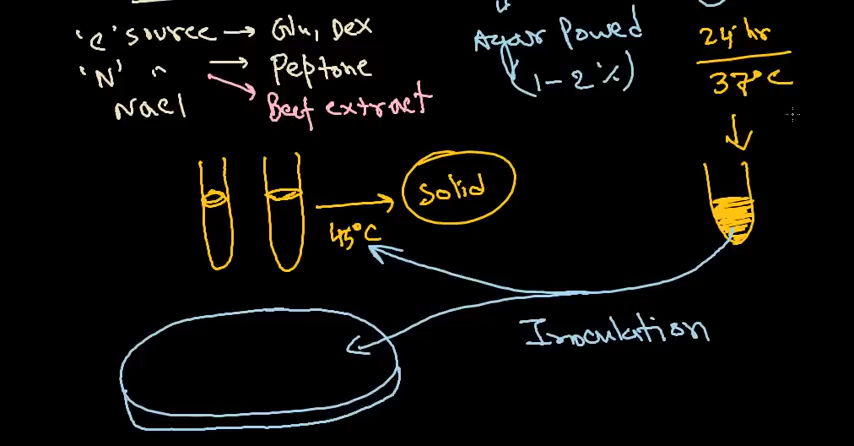 'C' source → Glu, Dex
'N' " → Peptone
Nacl
Beef extract
Agar Powed
(1-2%)
24 hr
37°C
Solid
45°C
Inoculation